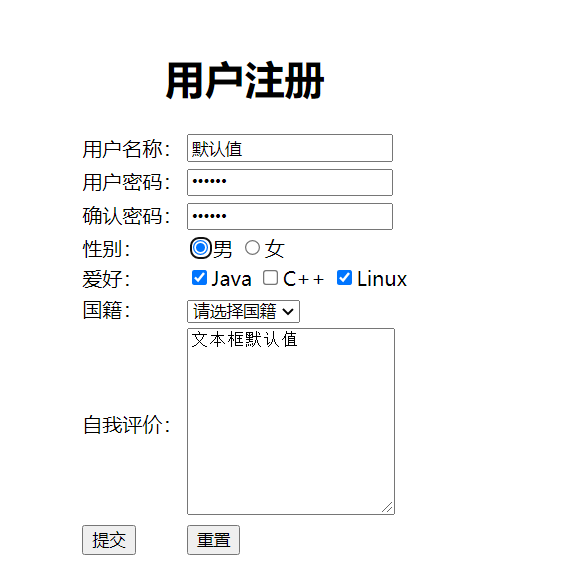 用户注册
用户名称： 默认值
用户密码： ••••••
确认密码： ••••••
性别： 男 女
爱好： Java C++ Linux
国籍： 请选择国籍
文本框默认值
自我评价：
提交 重置